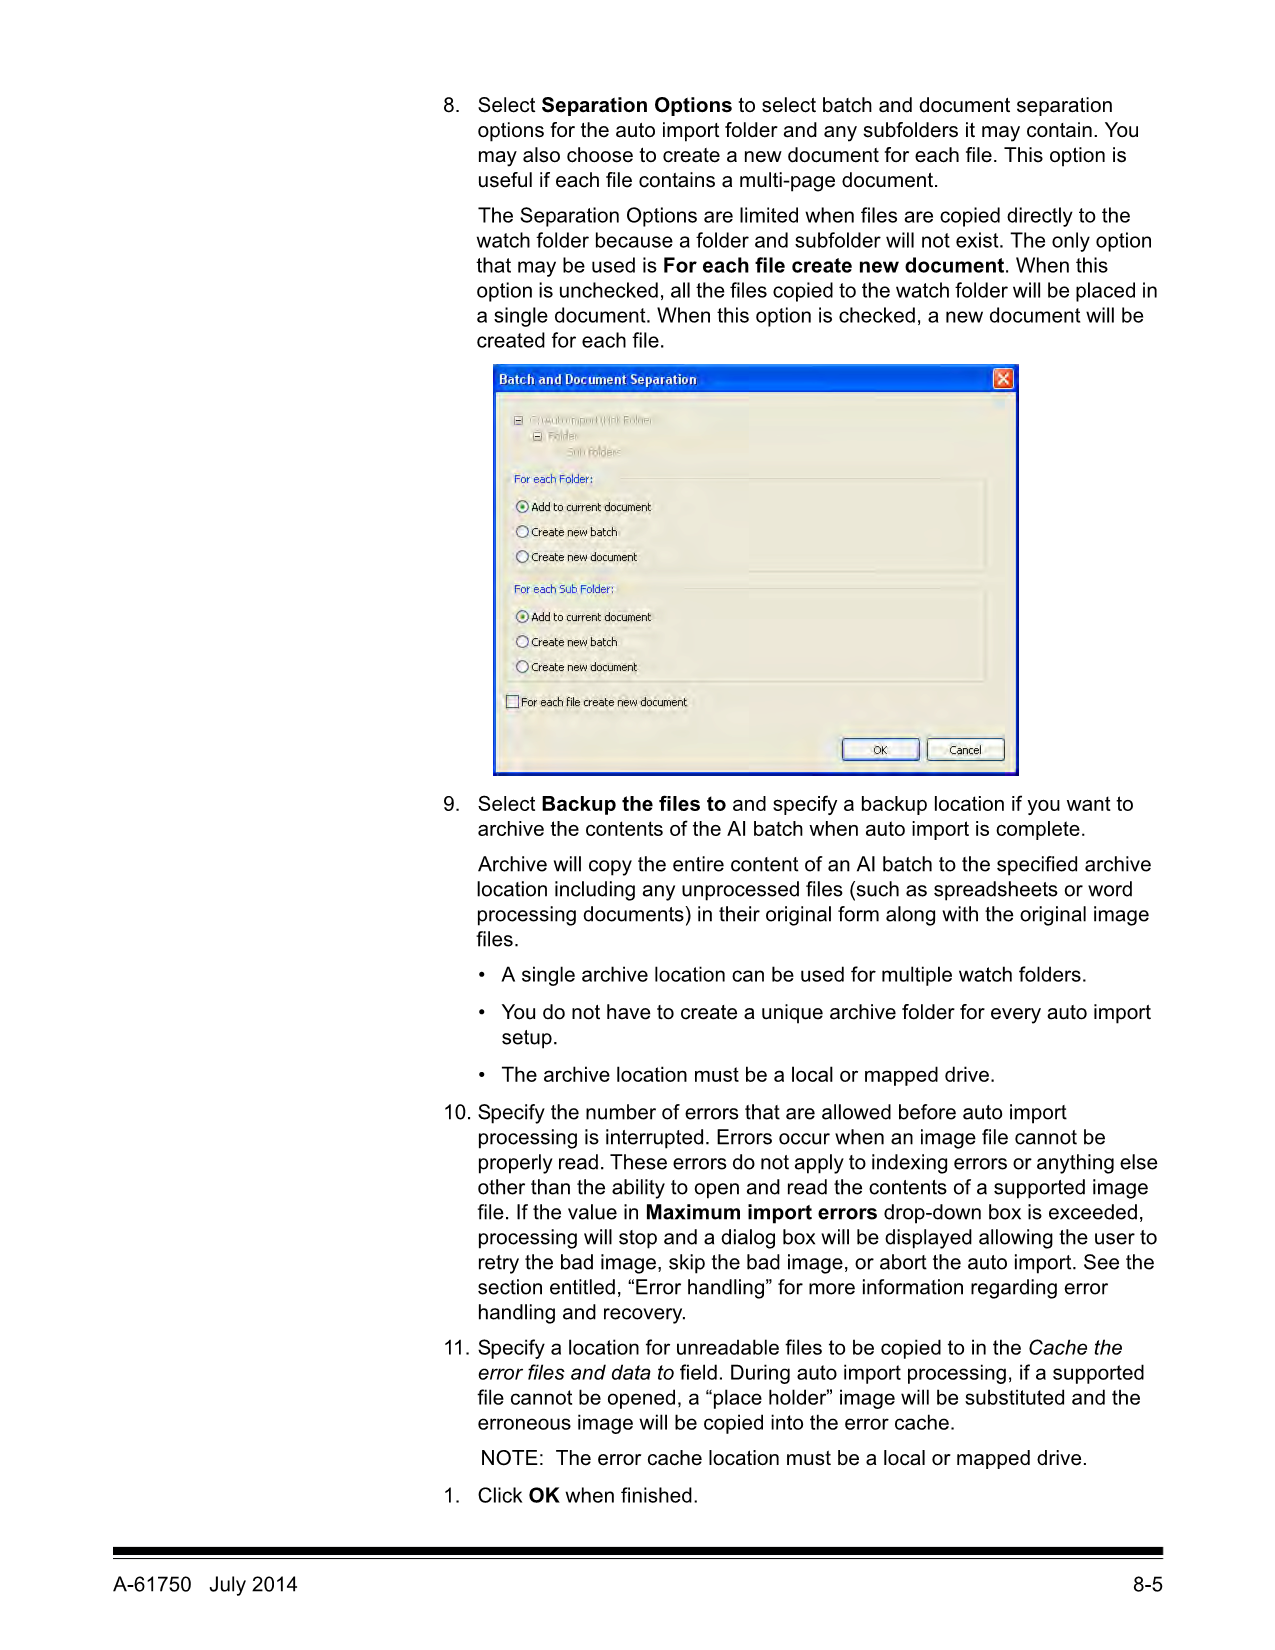 8. Select Separation Options to select batch and document separation
options for the auto import folder and any subfolders it may contain. You
may also choose to create a new document for each file. This option is
useful if each file contains a multi-page document.
The Separation Options are limited when files are copied directly to the
watch folder because a folder and subfolder will not exist. The only option
that may be used is For each file create new document. When this
option is unchecked, all the files copied to the watch folder will be placed in
a single document. When this option is checked, a new document will be
created for each file.
Batch and Document Separation
Folder
Sub Folders
For each Folder:
Add to current document
Create new batch
Create new document
For each Sub Folder:
Add to current document
Create new batch
Create new document
For each file create new document
OK Cancel
9. Select Backup the files to and specify a backup location if you want to
archive the contents of the AI batch when auto import is complete.
Archive will copy the entire content of an AI batch to the specified archive
location including any unprocessed files (such as spreadsheets or word
processing documents) in their original form along with the original image
files.
• A single archive location can be used for multiple watch folders.
• You do not have to create a unique archive folder for every auto import
setup.
• The archive location must be a local or mapped drive.
10. Specify the number of errors that are allowed before auto import
processing is interrupted. Errors occur when an image file cannot be
properly read. These errors do not apply to indexing errors or anything else
other than the ability to open and read the contents of a supported image
file. If the value in Maximum import errors drop-down box is exceeded,
processing will stop and a dialog box will be displayed allowing the user to
retry the bad image, skip the bad image, or abort the auto import. See the
section entitled, “Error handling” for more information regarding error
handling and recovery.
11. Specify a location for unreadable files to be copied to in the Cache the
error files and data to field. During auto import processing, if a supported
file cannot be opened, a “place holder” image will be substituted and the
erroneous image will be copied into the error cache.
NOTE: The error cache location must be a local or mapped drive.
1. Click OK when finished.
A-61750 July 2014 8-5